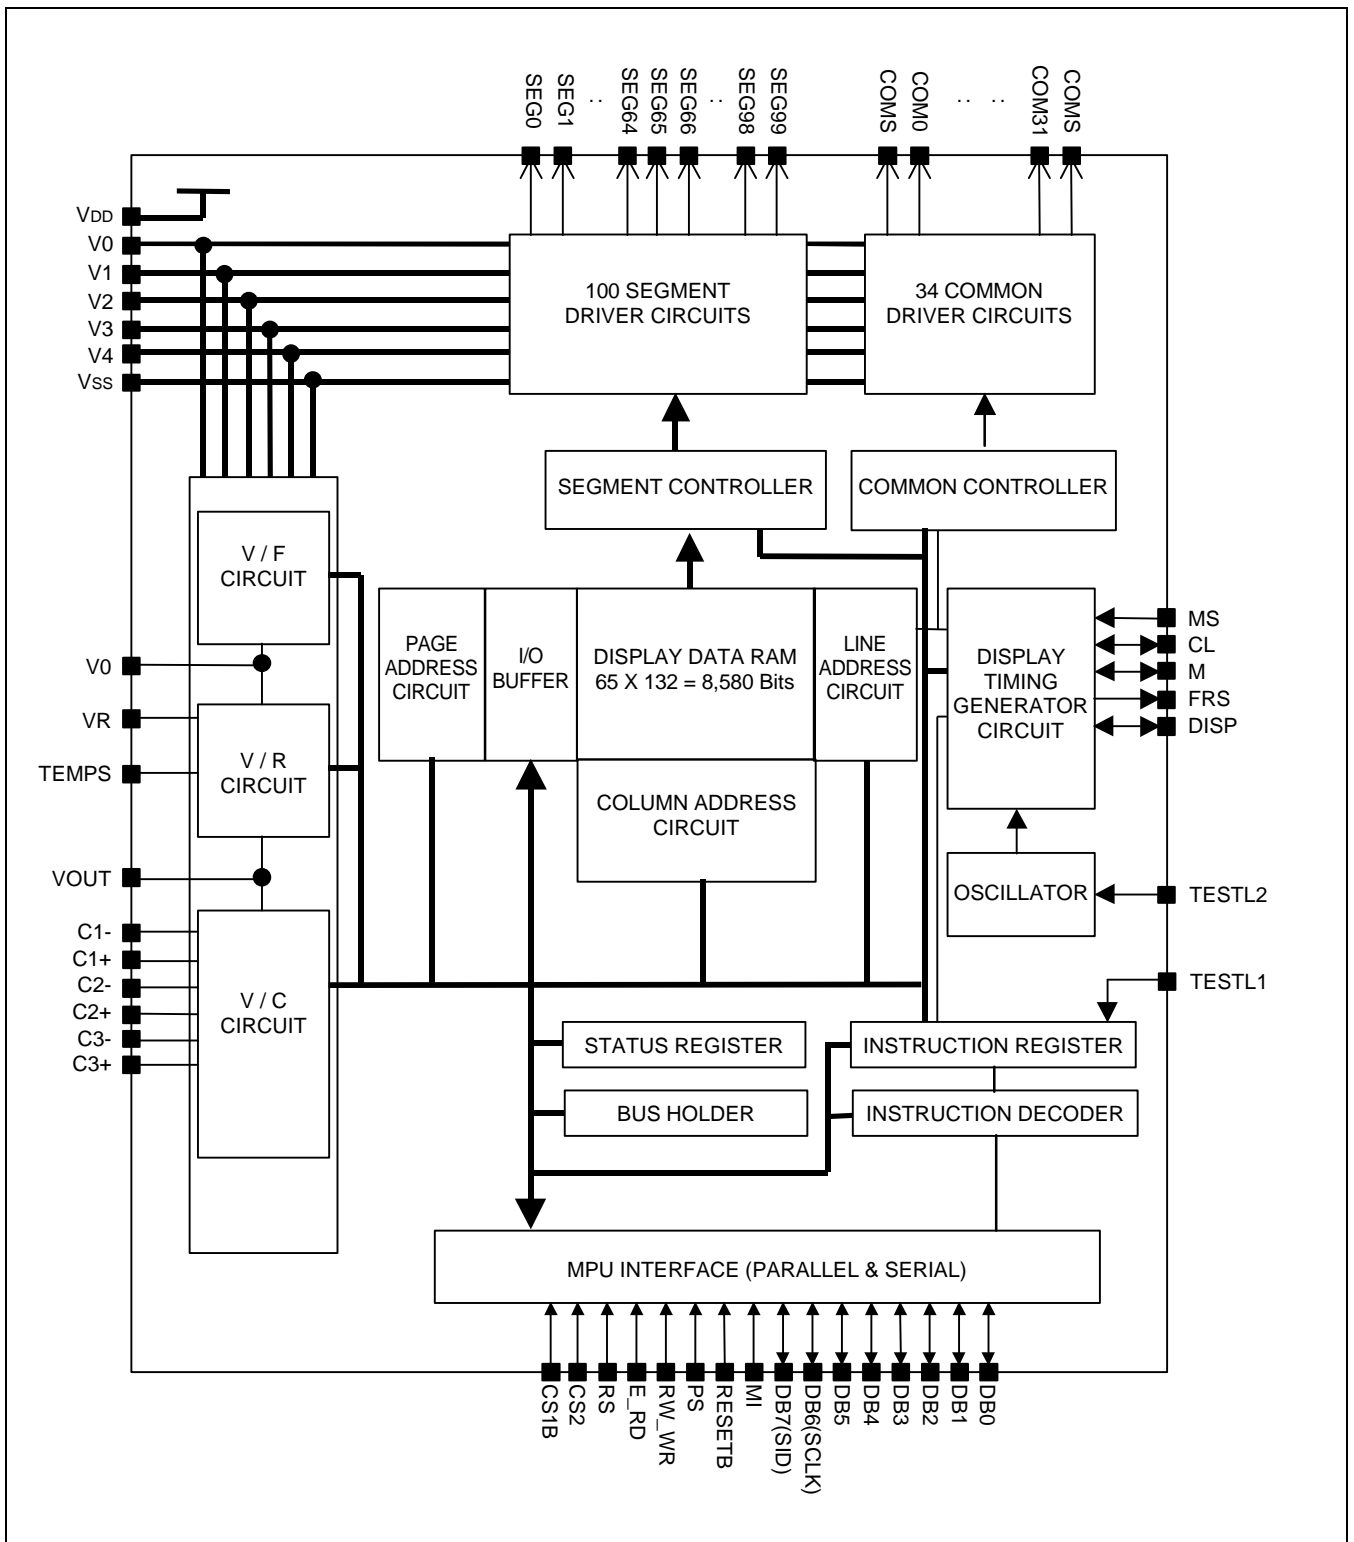 SEG0
SEG1
..
SEG64
SEG65
SEG66
..
SEG98
SEG99
COMS
COM0
..
..
COM31
COMS
VDD
V0
V1
V2
V3
V4
VSS
100 SEGMENT
DRIVER CIRCUITS
34 COMMON
DRIVER CIRCUITS
SEGMENT CONTROLLER
COMMON CONTROLLER
V / F
CIRCUIT
V0
VR
V / R
CIRCUIT
TEMPS
VOUT
C1-
C1+
C2-
C2+
C3-
C3+
V / C
CIRCUIT
PAGE
ADDRESS
CIRCUIT
I/O
BUFFER
DISPLAY DATA RAM
65 X 132 = 8,580 Bits
LINE
ADDRESS
CIRCUIT
COLUMN ADDRESS
CIRCUIT
DISPLAY
TIMING
GENERATOR
CIRCUIT
MS
CL
M
FRS
DISP
OSCILLATOR
TESTL2
TESTL1
STATUS REGISTER
INSTRUCTION REGISTER
BUS HOLDER
INSTRUCTION DECODER
MPU INTERFACE (PARALLEL & SERIAL)
CS1B
CS2
RS
E_RD
RW_WR
PS
RESETB
MI
DB7(SID)
DB6(SCLK)
DB5
DB4
DB3
DB2
DB1
DB0